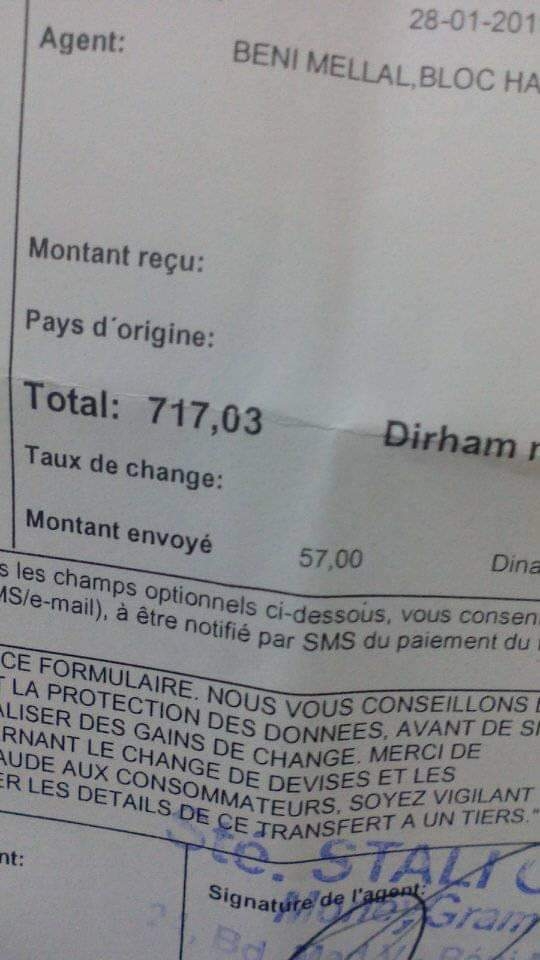 28-01-201
Agent:
BENI MELLAL,BLOC HA
Montant reçu:
Pays d´origine:
Total: 717,03 Dirham
Taux de change:
Montant envoyé 57,00 Dina
s les champs optionnels ci-dessous, vous consen
MS/e-mail), à être notifié par SMS du paiement du
CE FORMULAIRE. NOUS VOUS CONSEILLONS
LA PROTECTION DES DONNEES, AVANT DE SI
ALISER DES GAINS DE CHANGE. MERCI DE
RNANT LE CHANGE DE DEVISES ET LES
AUDE AUX CONSOMMATEURS, SOYEZ VIGILANT
ER LES DETAILS DE CE TRANSFERT A UN TIERS."
Ste. STALI
nt:
Signature de l'agent:
MoneyGram
Bd.